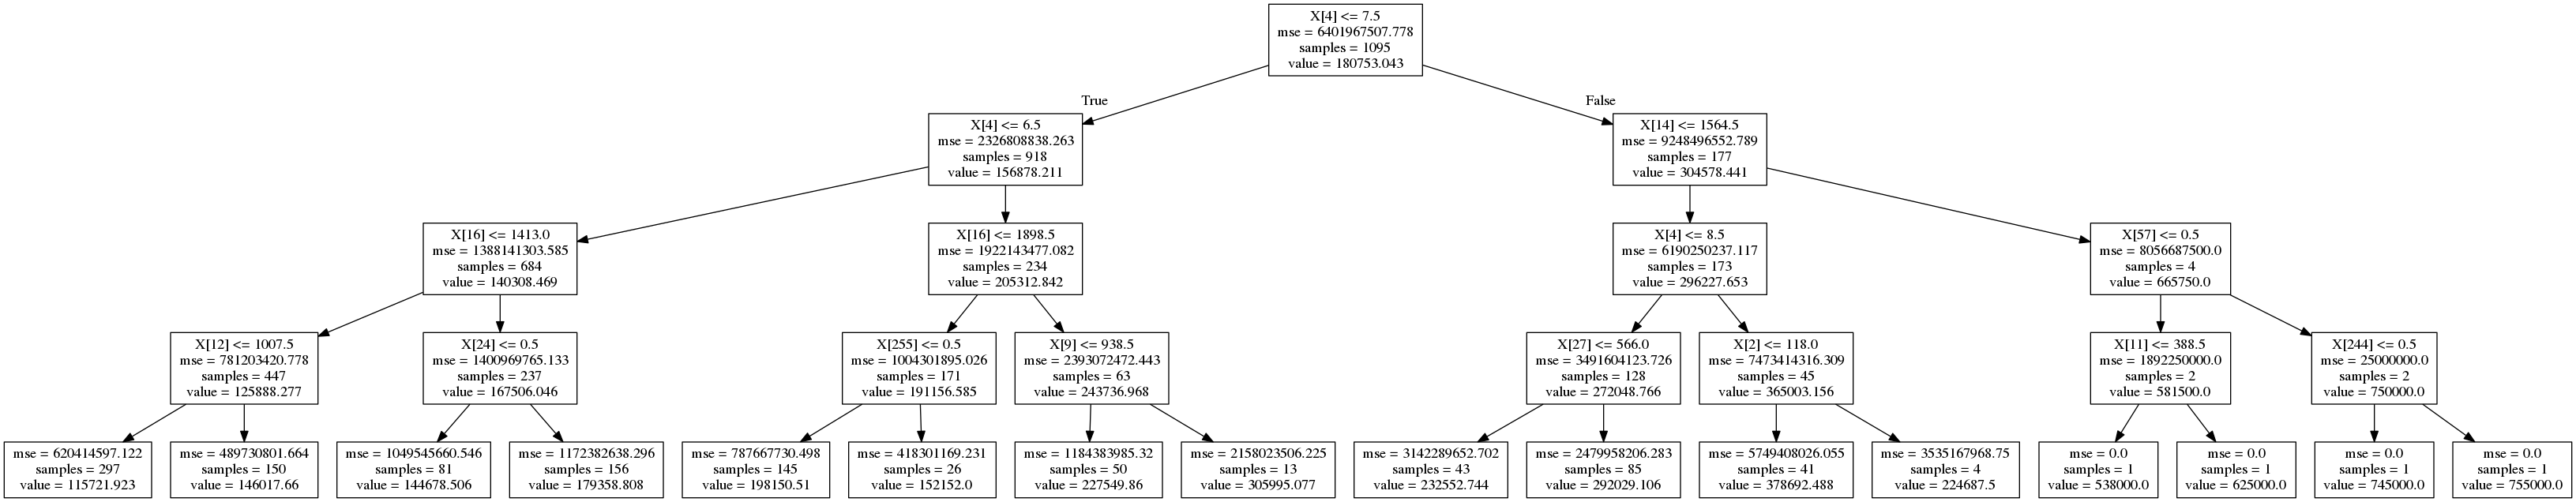 X[4] <= 7.5
mse = 6401967507.778
samples = 1095
value = 180753.043
True
False
X[4] <= 6.5
mse = 2326808838.263
samples = 918
value = 156878.211
X[14] <= 1564.5
mse = 9248496552.789
samples = 177
value = 304578.441
X[16] <= 1413.0
mse = 1388141303.585
samples = 684
value = 140308.469
X[16] <= 1898.5
mse = 1922143477.082
samples = 234
value = 205312.842
X[4] <= 8.5
mse = 6190250237.117
samples = 173
value = 296227.653
X[57] <= 0.5
mse = 8056687500.0
samples = 4
value = 665750.0
X[12] <= 1007.5
mse = 781203420.778
samples = 447
value = 125888.277
X[24] <= 0.5
mse = 1400969765.133
samples = 237
value = 167506.046
X[255] <= 0.5
mse = 1004301895.026
samples = 171
value = 191156.585
X[9] <= 938.5
mse = 2393072472.443
samples = 63
value = 243736.968
X[27] <= 566.0
mse = 3491604123.726
samples = 128
value = 272048.766
X[2] <= 118.0
mse = 7473414316.309
samples = 45
value = 365003.156
X[11] <= 388.5
mse = 1892250000.0
samples = 2
value = 581500.0
X[244] <= 0.5
mse = 25000000.0
samples = 2
value = 750000.0
mse = 620414597.122
samples = 297
value = 115721.923
mse = 489730801.664
samples = 150
value = 146017.66
mse = 1049545660.546
samples = 81
value = 144678.506
mse = 1172382638.296
samples = 156
value = 179358.808
mse = 787667730.498
samples = 145
value = 198150.51
mse = 418301169.231
samples = 26
value = 152152.0
mse = 1184383985.32
samples = 50
value = 227549.86
mse = 2158023506.225
samples = 13
value = 305995.077
mse = 3142289652.702
samples = 43
value = 232552.744
mse = 2479958206.283
samples = 85
value = 292029.106
mse = 5749408026.055
samples = 41
value = 378692.488
mse = 3535167968.75
samples = 4
value = 224687.5
mse = 0.0
samples = 1
value = 538000.0
mse = 0.0
samples = 1
value = 625000.0
mse = 0.0
samples = 1
value = 745000.0
mse = 0.0
samples = 1
value = 755000.0